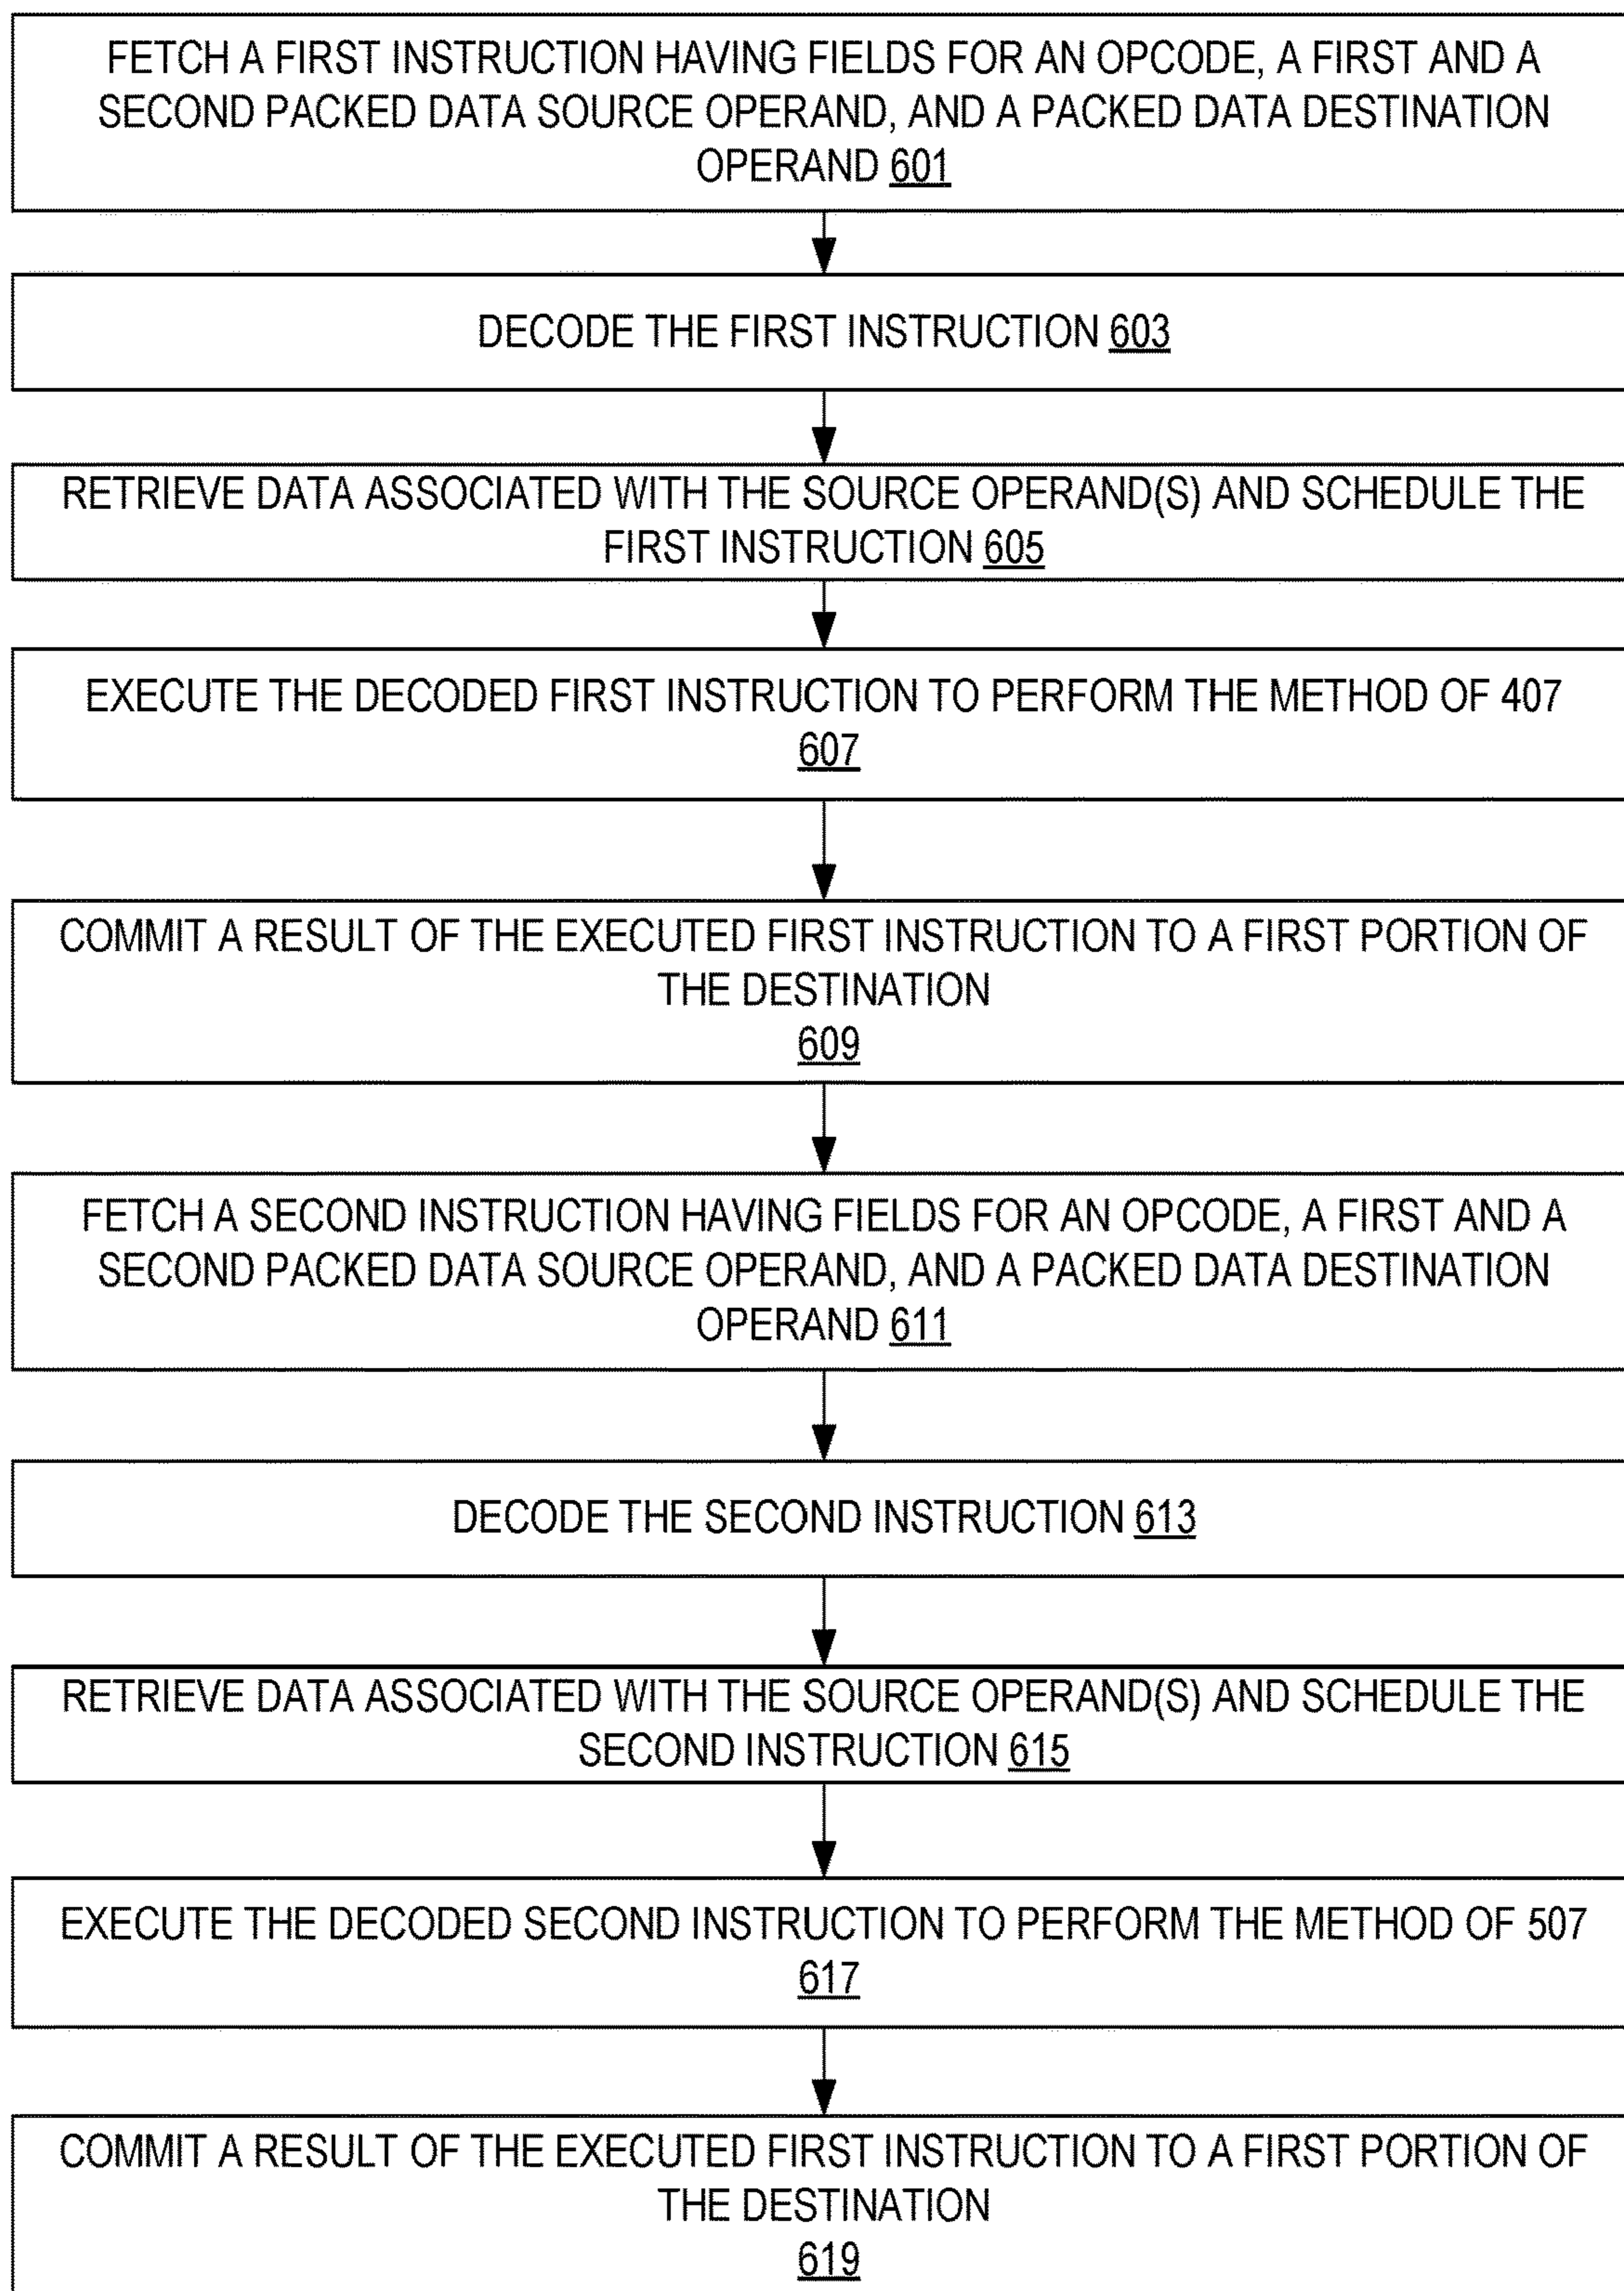 FETCH A FIRST INSTRUCTION HAVING FIELDS FOR AN OPCODE, A FIRST AND A
SECOND PACKED DATA SOURCE OPERAND, AND A PACKED DATA DESTINATION
OPERAND 601
DECODE THE FIRST INSTRUCTION 603
RETRIEVE DATA ASSOCIATED WITH THE SOURCE OPERAND(S) AND SCHEDULE THE
FIRST INSTRUCTION 605
EXECUTE THE DECODED FIRST INSTRUCTION TO PERFORM THE METHOD OF 407
607
COMMIT A RESULT OF THE EXECUTED FIRST INSTRUCTION TO A FIRST PORTION OF
THE DESTINATION
609
FETCH A SECOND INSTRUCTION HAVING FIELDS FOR AN OPCODE, A FIRST AND A
SECOND PACKED DATA SOURCE OPERAND, AND A PACKED DATA DESTINATION
OPERAND 611
DECODE THE SECOND INSTRUCTION 613
RETRIEVE DATA ASSOCIATED WITH THE SOURCE OPERAND(S) AND SCHEDULE THE
SECOND INSTRUCTION 615
EXECUTE THE DECODED SECOND INSTRUCTION TO PERFORM THE METHOD OF 507
617
COMMIT A RESULT OF THE EXECUTED FIRST INSTRUCTION TO A FIRST PORTION OF
THE DESTINATION
619